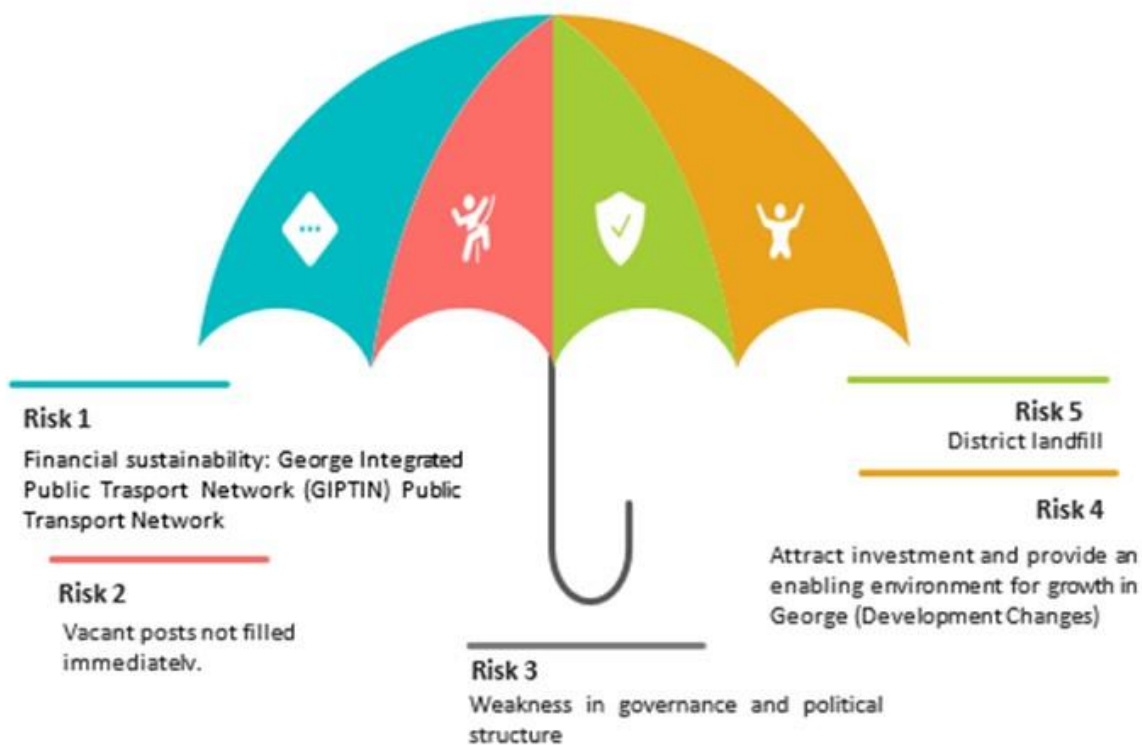 Risk 1
Financial sustainability: George Integrated
Public Trasport Network (GIPTIN) Public
Transport Network
Risk 2
Vacant posts not filled
immediately.
Risk 3
Weakness in governance and political
structure
Risk 5
District landfill
Risk 4
Attract investment and provide an
enabling environment for growth in
George (Development Changes)